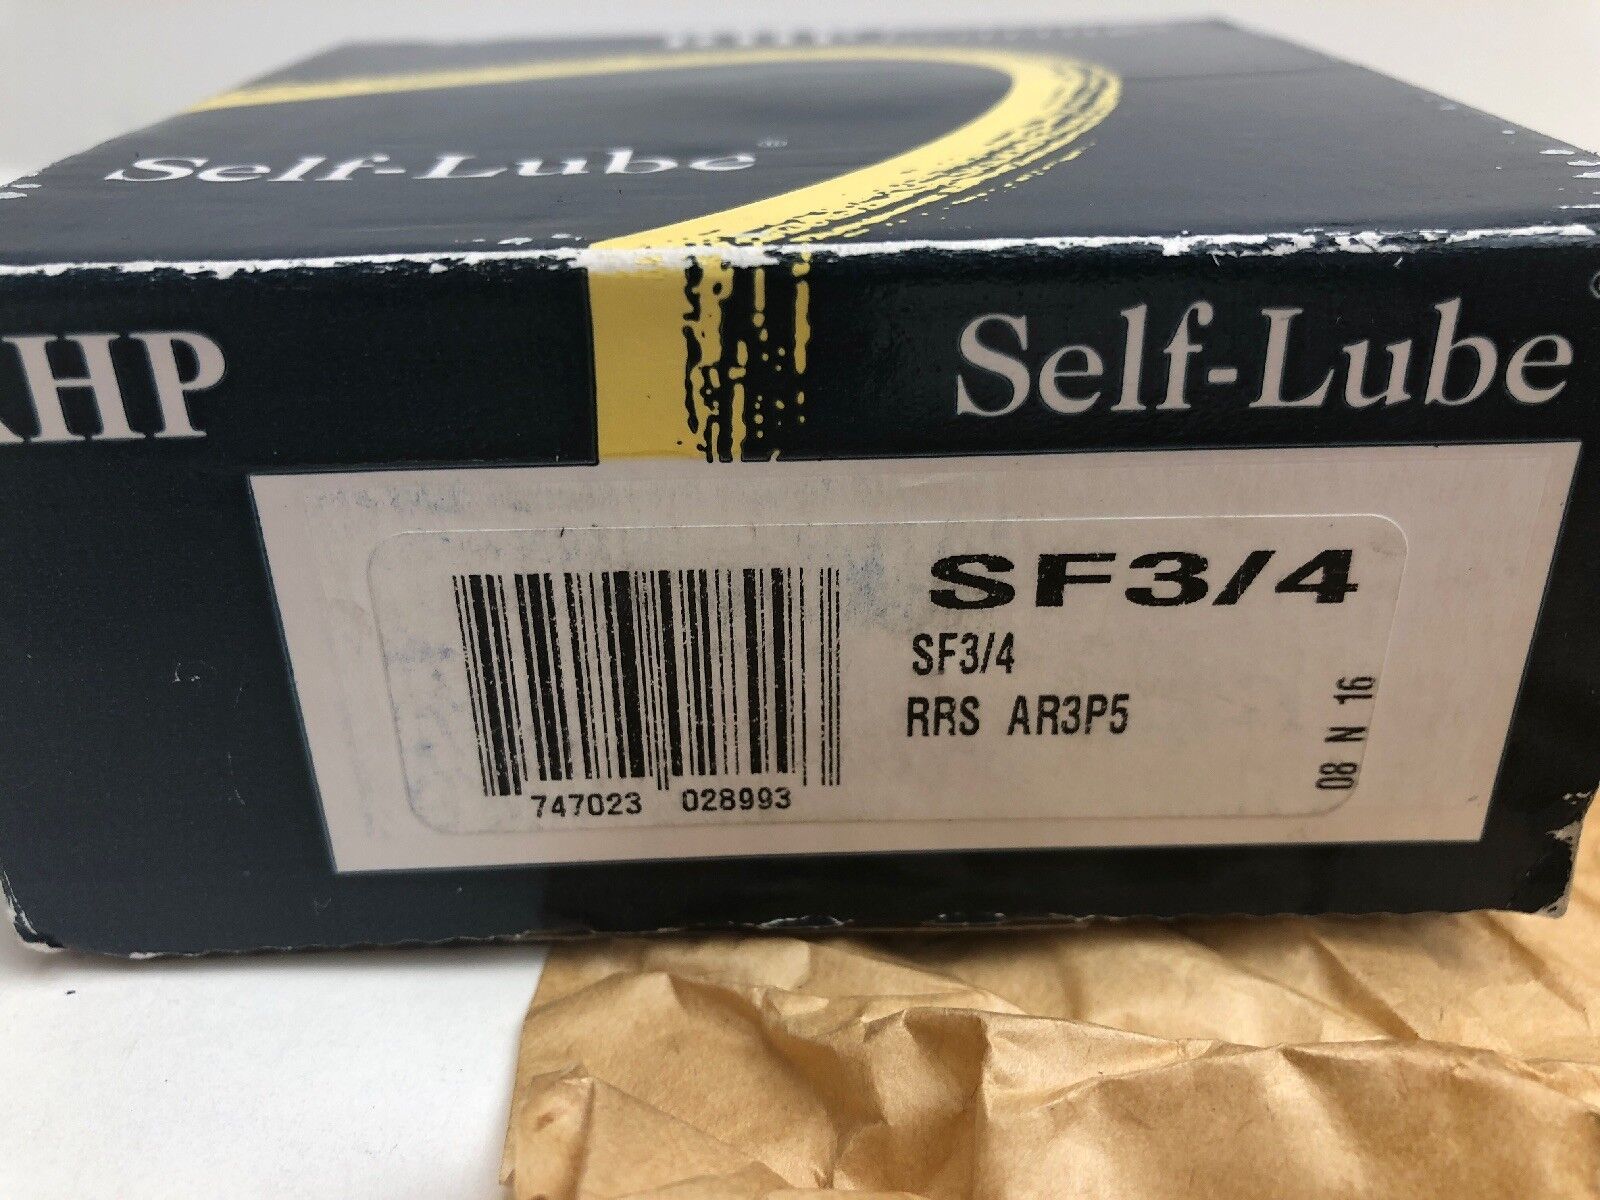 Self-Lube®
RHP
Self-Lube
SF3/4
SF3/4
RRS AR3P5
08 N 16
747023 028993